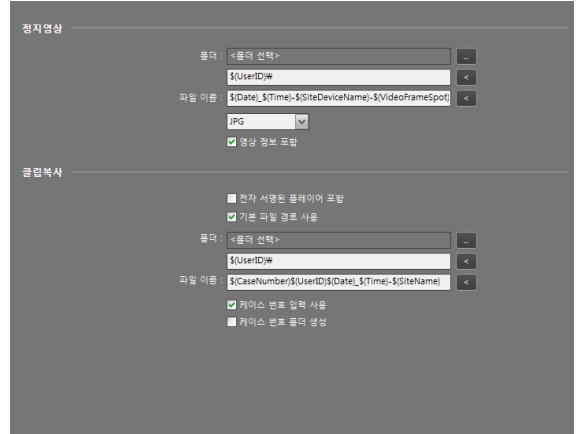 정지영상
폴더 : <폴더 선택> ...
$(UserID)₩ <
파일 이름 : $(Date)_$(Time)-$(SiteDeviceName)-$(VideoFrameSpot) <
JPG
영상 정보 포함
클립복사
전자 서명된 플레이어 포함
기본 파일 경로 사용
폴더 : <폴더 선택> ...
$(UserID)₩ <
파일 이름 : $(CaseNumber)$(UserID)$(Date)_$(Time)-$(SiteName) <
케이스 번호 입력 사용
케이스 번호 폴더 생성